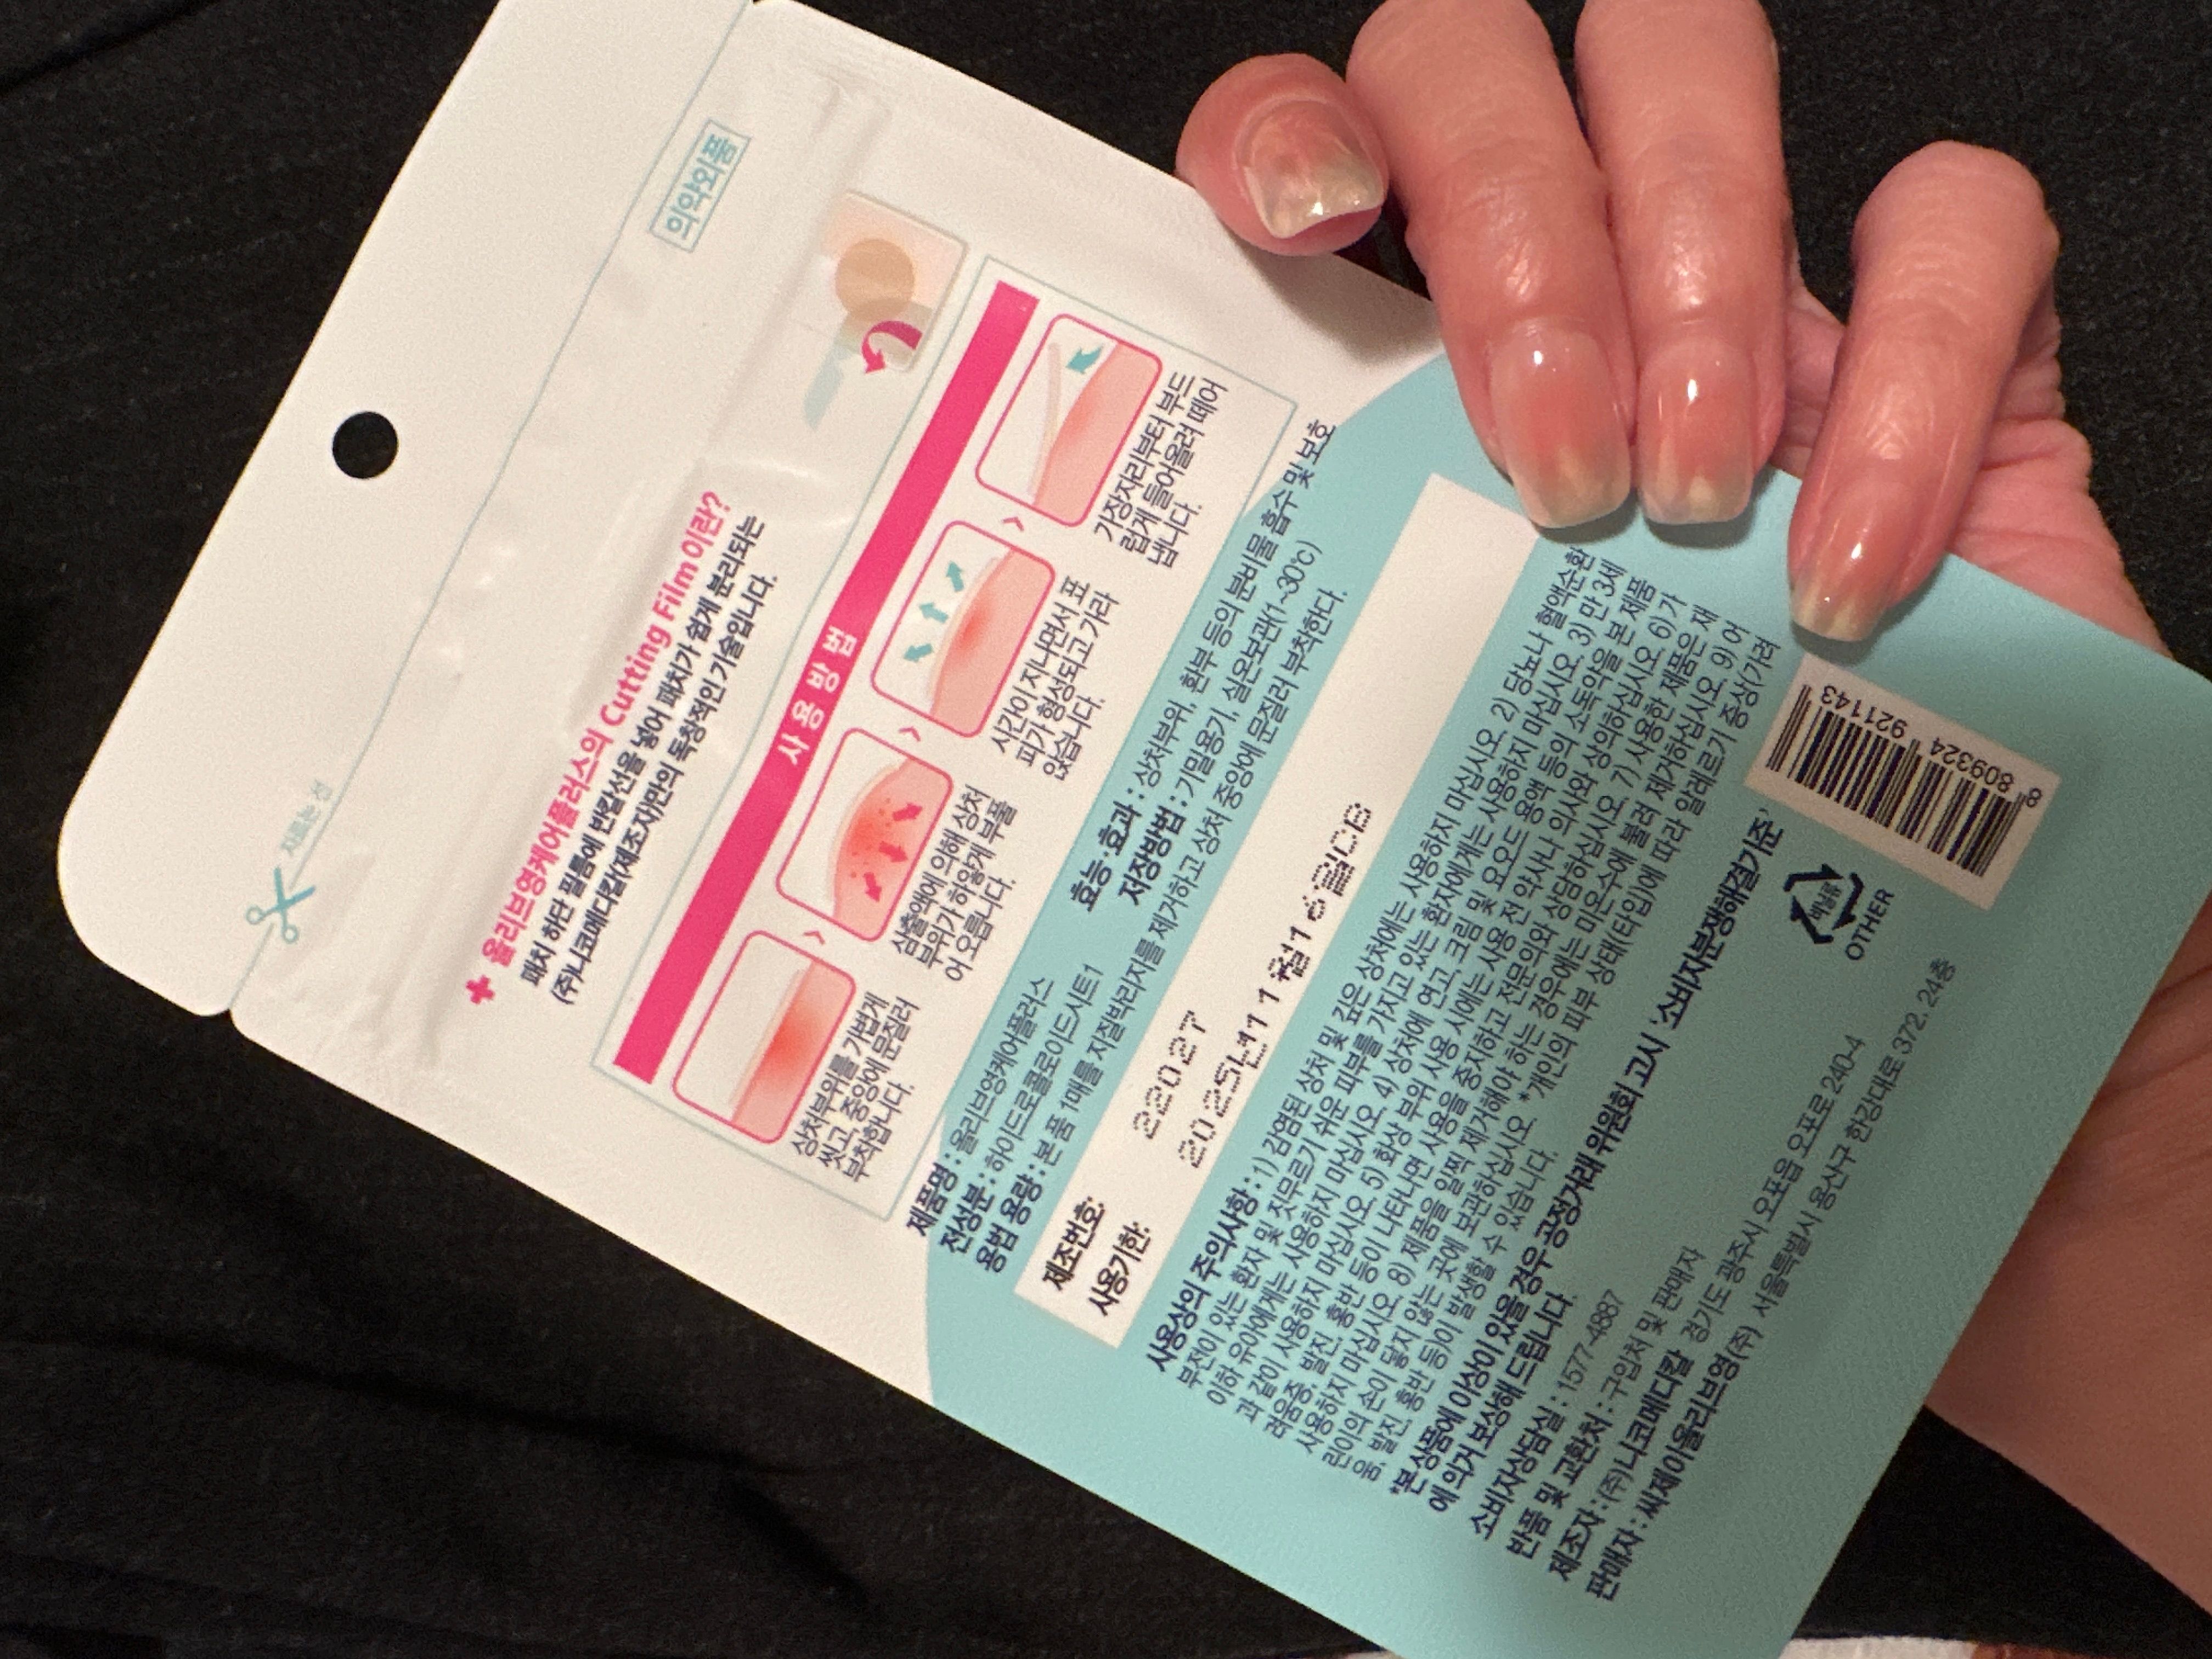 자르는 선
의약외품
+ 올리브영케어플러스의 Cutting Film이란?
패치 하단 필름에 반칼선을 넣어 패치가 쉽게 분리되는
(주)니코메디칼(제조자)만의 독창적인 기술입니다.
사용방법
상처부위를 가볍게
씻고, 중앙에 문질러
부착합니다.
삼출액에 의해 상처
부위가 하얗게 부풀
어 오릅니다.
시간이 지나면서 표
피가 형성되고 가라
앉습니다.
가장자리부터 부드
럽게 들어올려 떼어
냅니다.
제품명 : 올리브영케어플러스
효능·효과 : 상처부위, 환부 등의 분비물 흡수 및 보호
전성분 : 하이드로콜로이드시트1
저장방법 : 기밀용기, 실온보관(1~30℃)
용법 용량 : 본 품 1매를 지질박리지를 제거하고 상처 중앙에 문질러 부착한다.
제조번호: 22027
사용기한: 2025년11월16일CB
사용상의 주의사항 : 1) 감염된 상처 및 깊은 상처에는 사용하지 마십시오. 2) 당뇨나 혈액순환
부전이 있는 환자 및 짓무르기 쉬운 피부를 가지고 있는 환자에게는 사용하지 마십시오. 3) 만 3세
이하 유아에게는 사용하지 마십시오. 4) 상처에 연고, 크림 및 요오드 용액 등의 소독약을 본 제품
과 같이 사용하지 마십시오. 5) 화상 부위 사용 시에는 사용 전 약사나 의사와 상의하십시오. 6) 가
려움증, 발진, 홍반 등이 나타나면 사용을 중지하고 전문의와 상담하십시오. 7) 사용한 제품은 재
사용하지 마십시오. 8) 제품을 일찍 제거해야 하는 경우에는 미온수에 불려 제거하십시오. 9) 어
린이의 손이 닿지 않는 곳에 보관하십시오. *개인의 피부 상태(타입)에 따라 알레르기 증상(가려
움, 발진, 홍반 등)이 발생할 수 있습니다.
*본 상품에 이상이 있을 경우 공정거래 위원회 고시 '소비자분쟁해결기준'
에 의거 보상해 드립니다.
소비자상담실 : 1577-4887
반품 및 교환처 : 구입처 및 판매자
제조자 : (주)니코메디칼 경기도 광주시 오포읍 오포로 240-4
판매자 : 씨제이올리브영(주) 서울특별시 용산구 한강대로 372, 24층
비닐류
OTHER
8 809324 921143